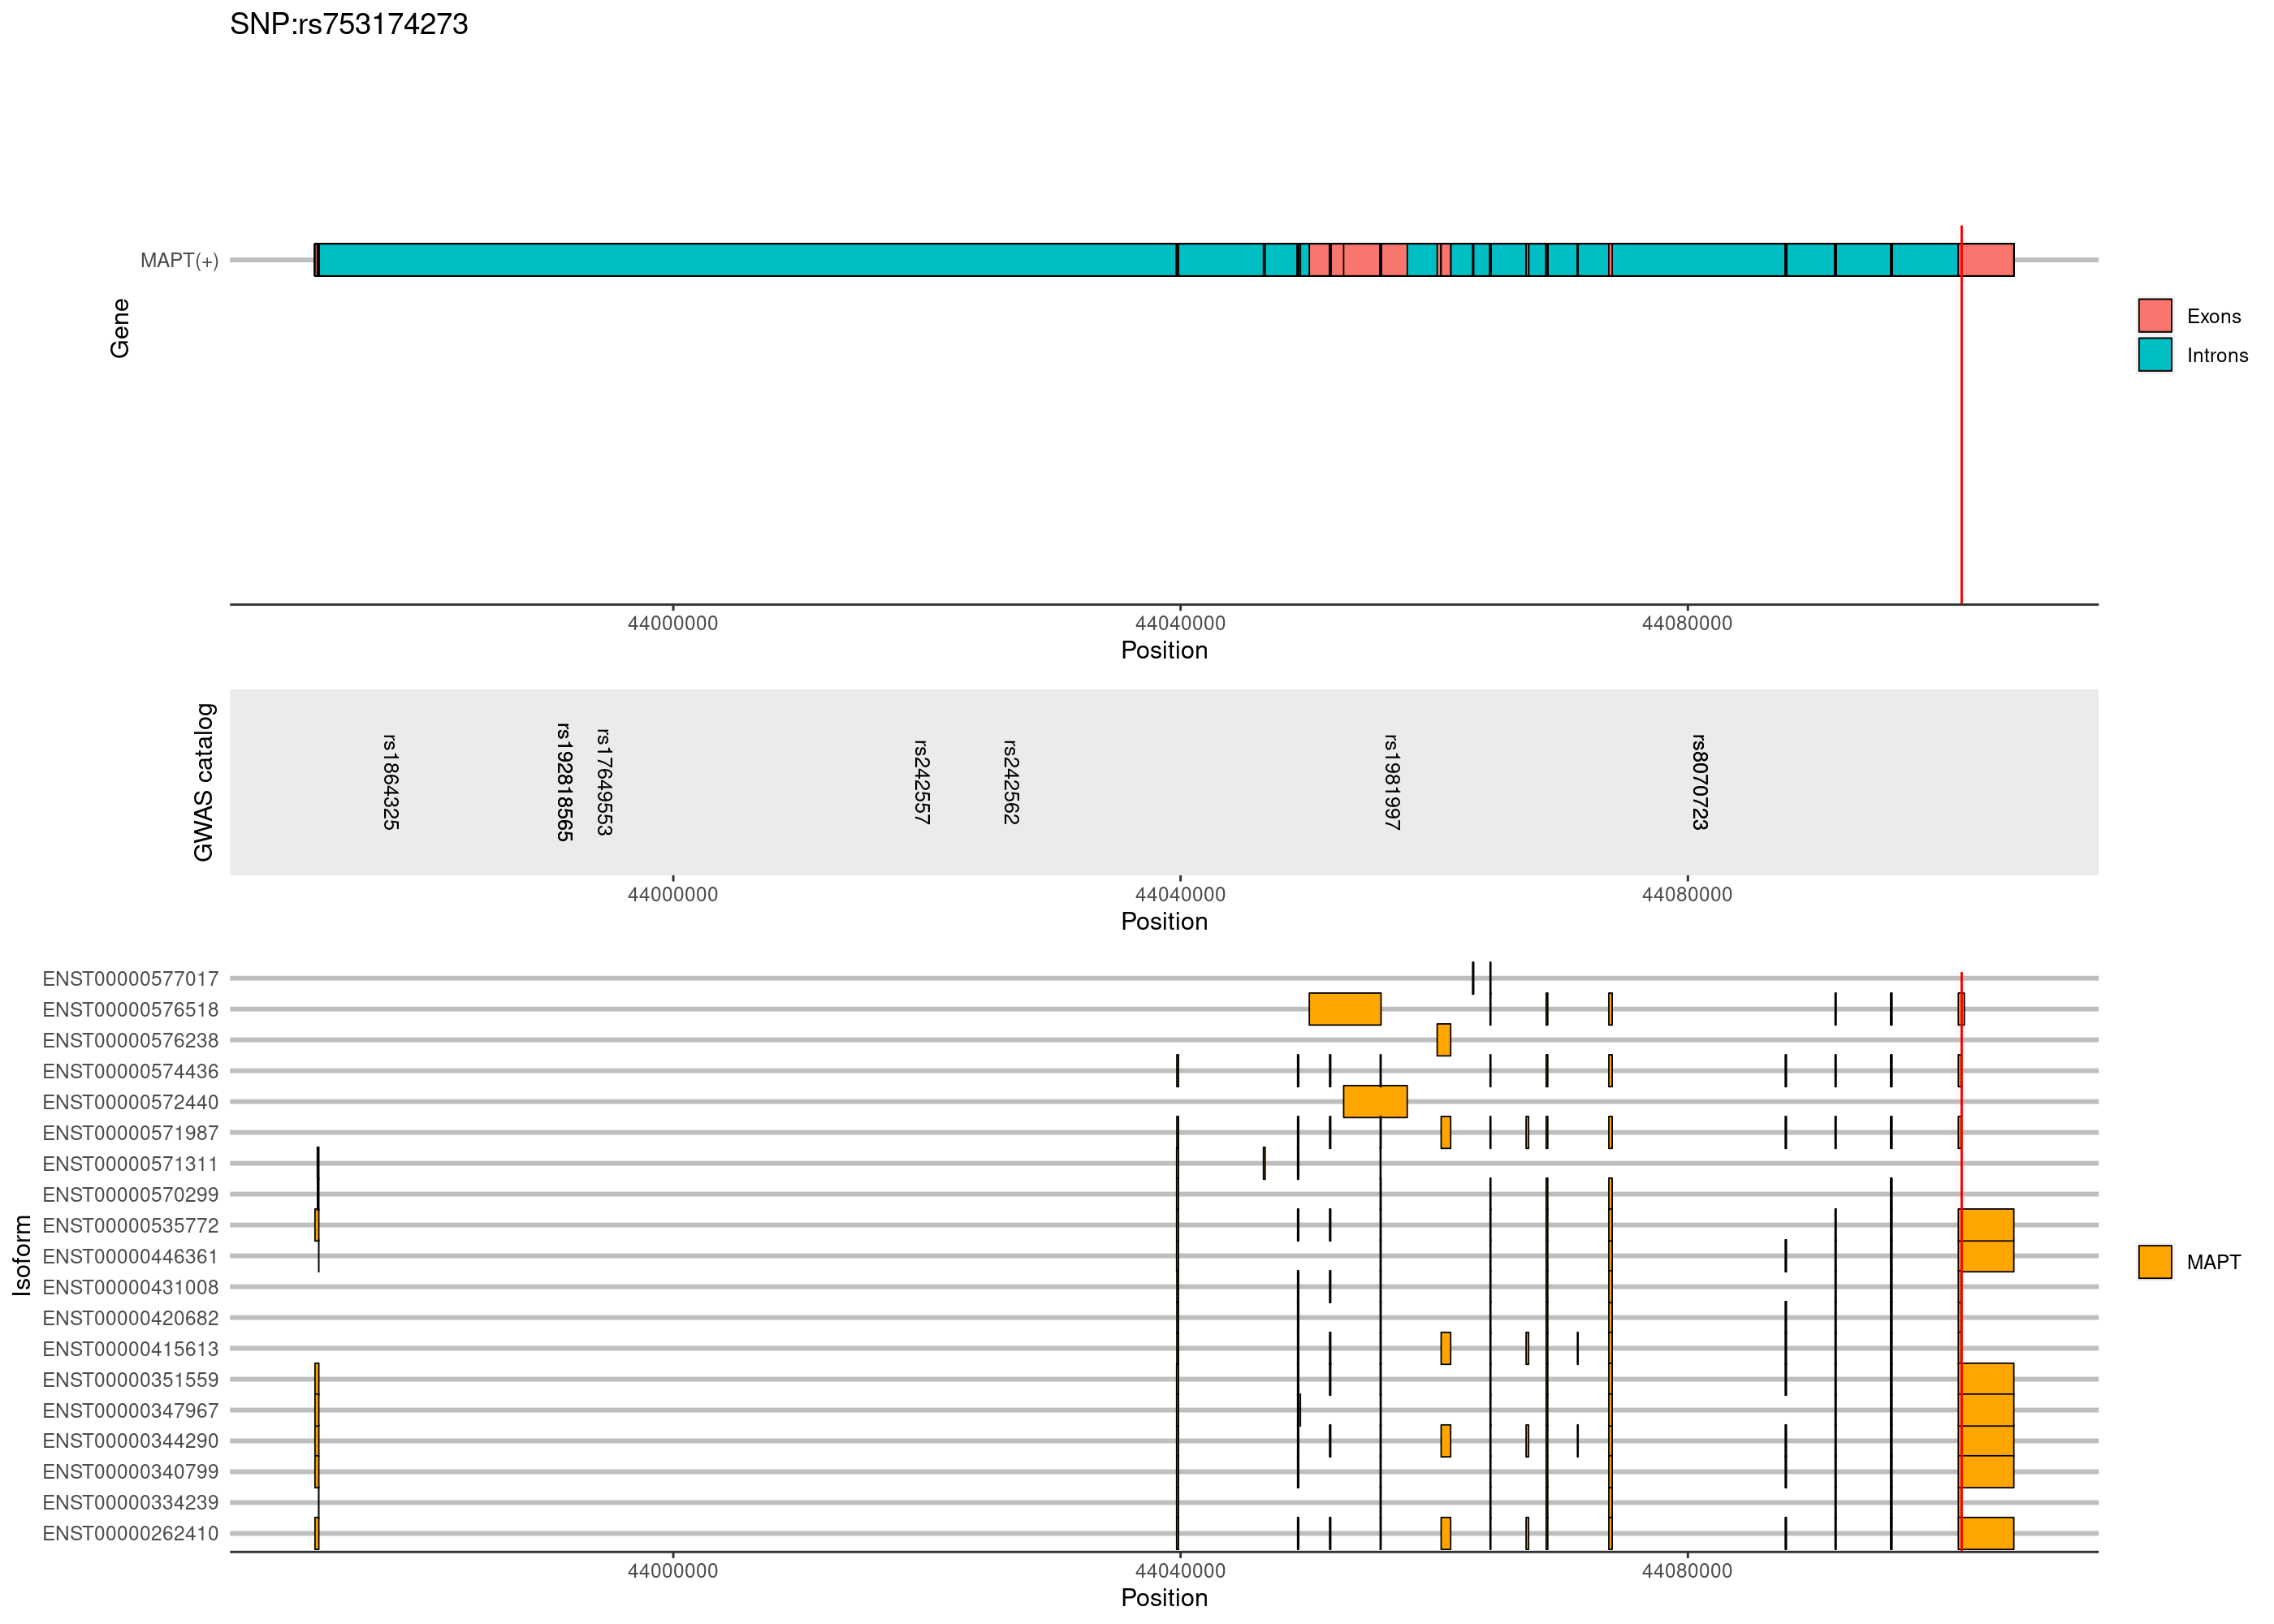 SNP:rs753174273
MAPT(+)
Gene
Exons
Introns
44000000 44040000 44080000
Position
GWAS catalog
rs1864325
rs192818565
rs17649553
rs242557
rs242562
rs1981997
rs8070723
44000000 44040000 44080000
Position
Isoform
ENST00000577017
ENST00000576518
ENST00000576238
ENST00000574436
ENST00000572440
ENST00000571987
ENST00000571311
ENST00000570299
ENST00000535772
ENST00000446361
ENST00000431008
ENST00000420682
ENST00000415613
ENST00000351559
ENST00000347967
ENST00000344290
ENST00000340799
ENST00000334239
ENST00000262410
MAPT
44000000 44040000 44080000
Position